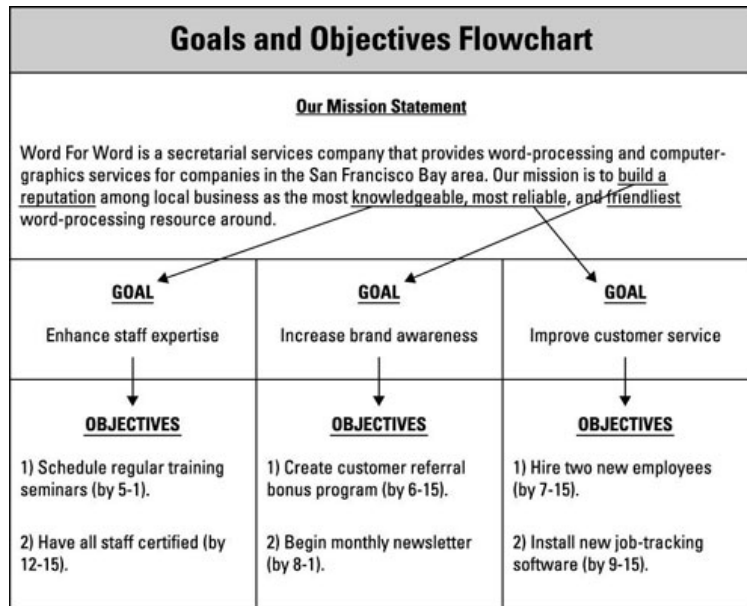 Goals and Objectives Flowchart
Our Mission Statement
Word For Word is a secretarial services company that provides word-processing and computer-
graphics services for companies in the San Francisco Bay area. Our mission is to build a
reputation among local business as the most knowledgeable, most reliable, and friendliest
word-processing resource around.
GOAL
Enhance staff expertise
GOAL
Increase brand awareness
GOAL
Improve customer service
OBJECTIVES
1) Schedule regular training
seminars (by 5-1).
2) Have all staff certified (by
12-15).
OBJECTIVES
1) Create customer referral
bonus program (by 6-15).
2) Begin monthly newsletter
(by 8-1).
OBJECTIVES
1) Hire two new employees
(by 7-15).
2) Install new job-tracking
software (by 9-15).